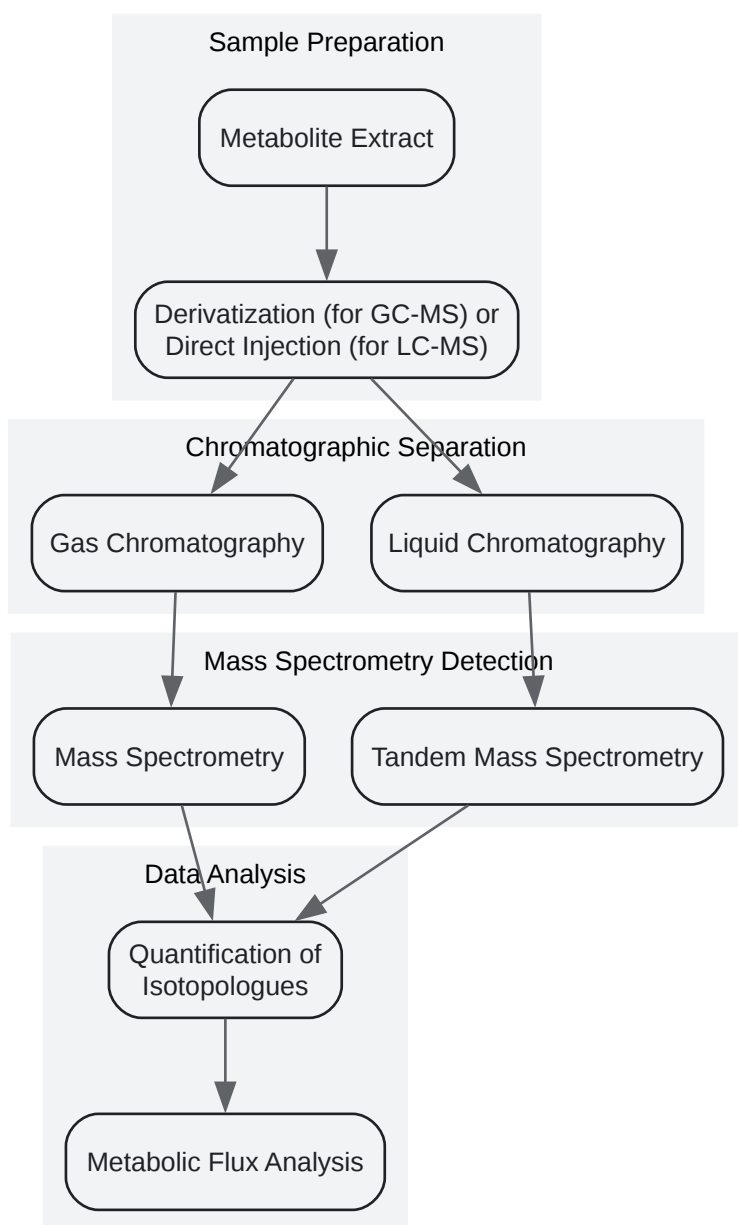 Sample Preparation
Metabolite Extract
Derivatization (for GC-MS) or
Direct Injection (for LC-MS)
Chromatographic Separation
Gas Chromatography
Liquid Chromatography
Mass Spectrometry Detection
Mass Spectrometry
Tandem Mass Spectrometry
Data Analysis
Quantification of
Isotopologues
Metabolic Flux Analysis